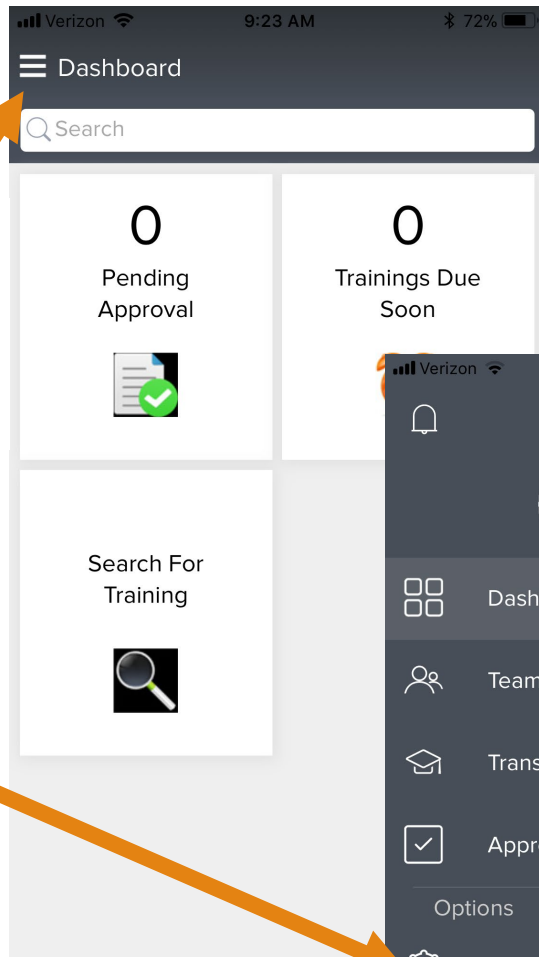 Verizon 9:23 AM 72%
Dashboard
Search
0
Pending
Approval
0
Trainings Due
Soon
Search For
Training
Verizon
Dash
Team
Trans
Appr
Options